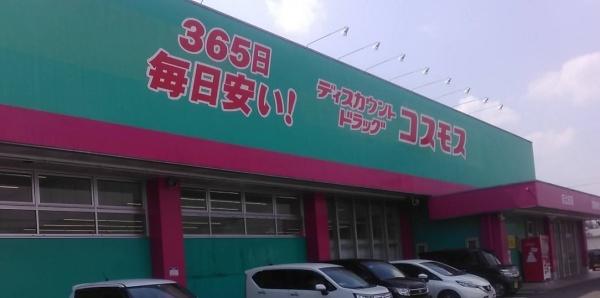 365日
毎日安い!
ディスカウント
ドラッグ
コスモス